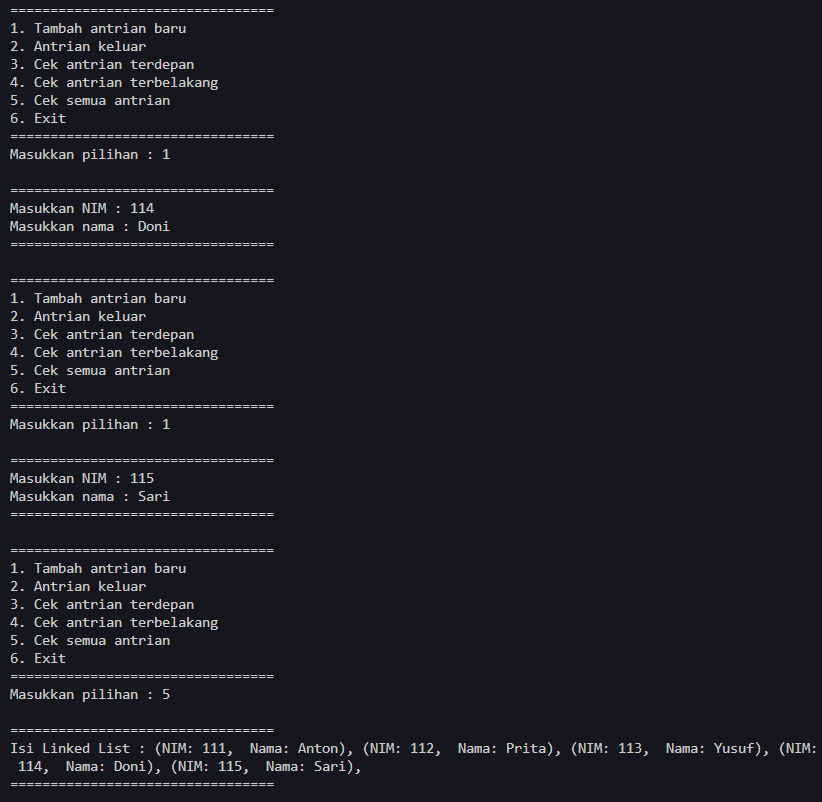 =================================
1. Tambah antrian baru
2. Antrian keluar
3. Cek antrian terdepan
4. Cek antrian terbelakang
5. Cek semua antrian
6. Exit
=================================
Masukkan pilihan : 1

=================================
Masukkan NIM : 114
Masukkan nama : Doni
=================================

=================================
1. Tambah antrian baru
2. Antrian keluar
3. Cek antrian terdepan
4. Cek antrian terbelakang
5. Cek semua antrian
6. Exit
=================================
Masukkan pilihan : 1

=================================
Masukkan NIM : 115
Masukkan nama : Sari
=================================

=================================
1. Tambah antrian baru
2. Antrian keluar
3. Cek antrian terdepan
4. Cek antrian terbelakang
5. Cek semua antrian
6. Exit
=================================
Masukkan pilihan : 5

=================================
Isi Linked List : (NIM: 111,  Nama: Anton), (NIM: 112,  Nama: Prita), (NIM: 113,  Nama: Yusuf), (NIM:
 114,  Nama: Doni), (NIM: 115,  Nama: Sari),
=================================